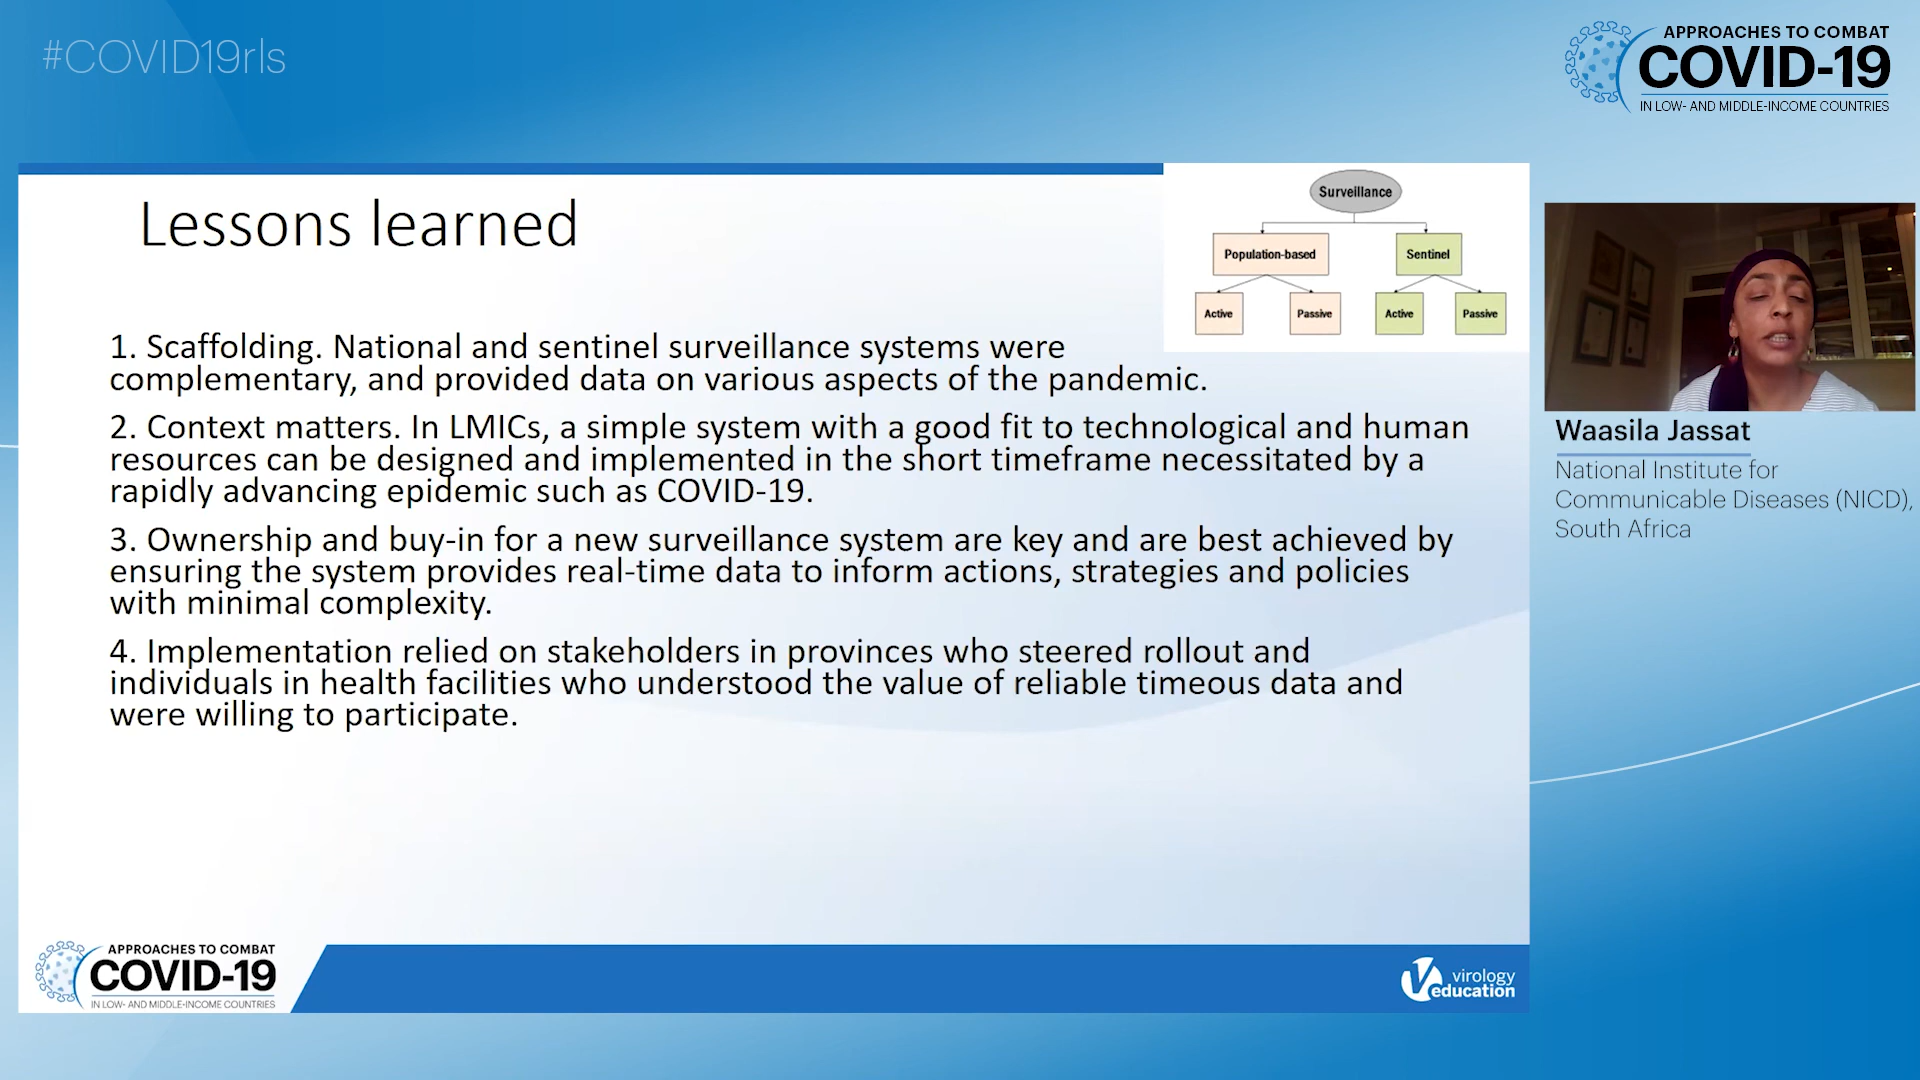 #COVID19rls
APPROACHES TO COMBAT
COVID-19
IN LOW- AND MIDDLE-INCOME COUNTRIES
Lessons learned
Surveillance
Population-based
Sentinel
Active
Passive
Active
Passive
1. Scaffolding. National and sentinel surveillance systems were
complementary, and provided data on various aspects of the pandemic.
2. Context matters. In LMICs, a simple system with a good fit to technological and human
resources can be designed and implemented in the short timeframe necessitated by a
rapidly advancing epidemic such as COVID-19.
3. Ownership and buy-in for a new surveillance system are key and are best achieved by
ensuring the system provides real-time data to inform actions, strategies and policies
with minimal complexity.
4. Implementation relied on stakeholders in provinces who steered rollout and
individuals in health facilities who understood the value of reliable timeous data and
were willing to participate.
Waasila Jassat
National Institute for
Communicable Diseases (NICD),
South Africa
APPROACHES TO COMBAT
COVID-19
IN LOW- AND MIDDLE-INCOME COUNTRIES
virology
education